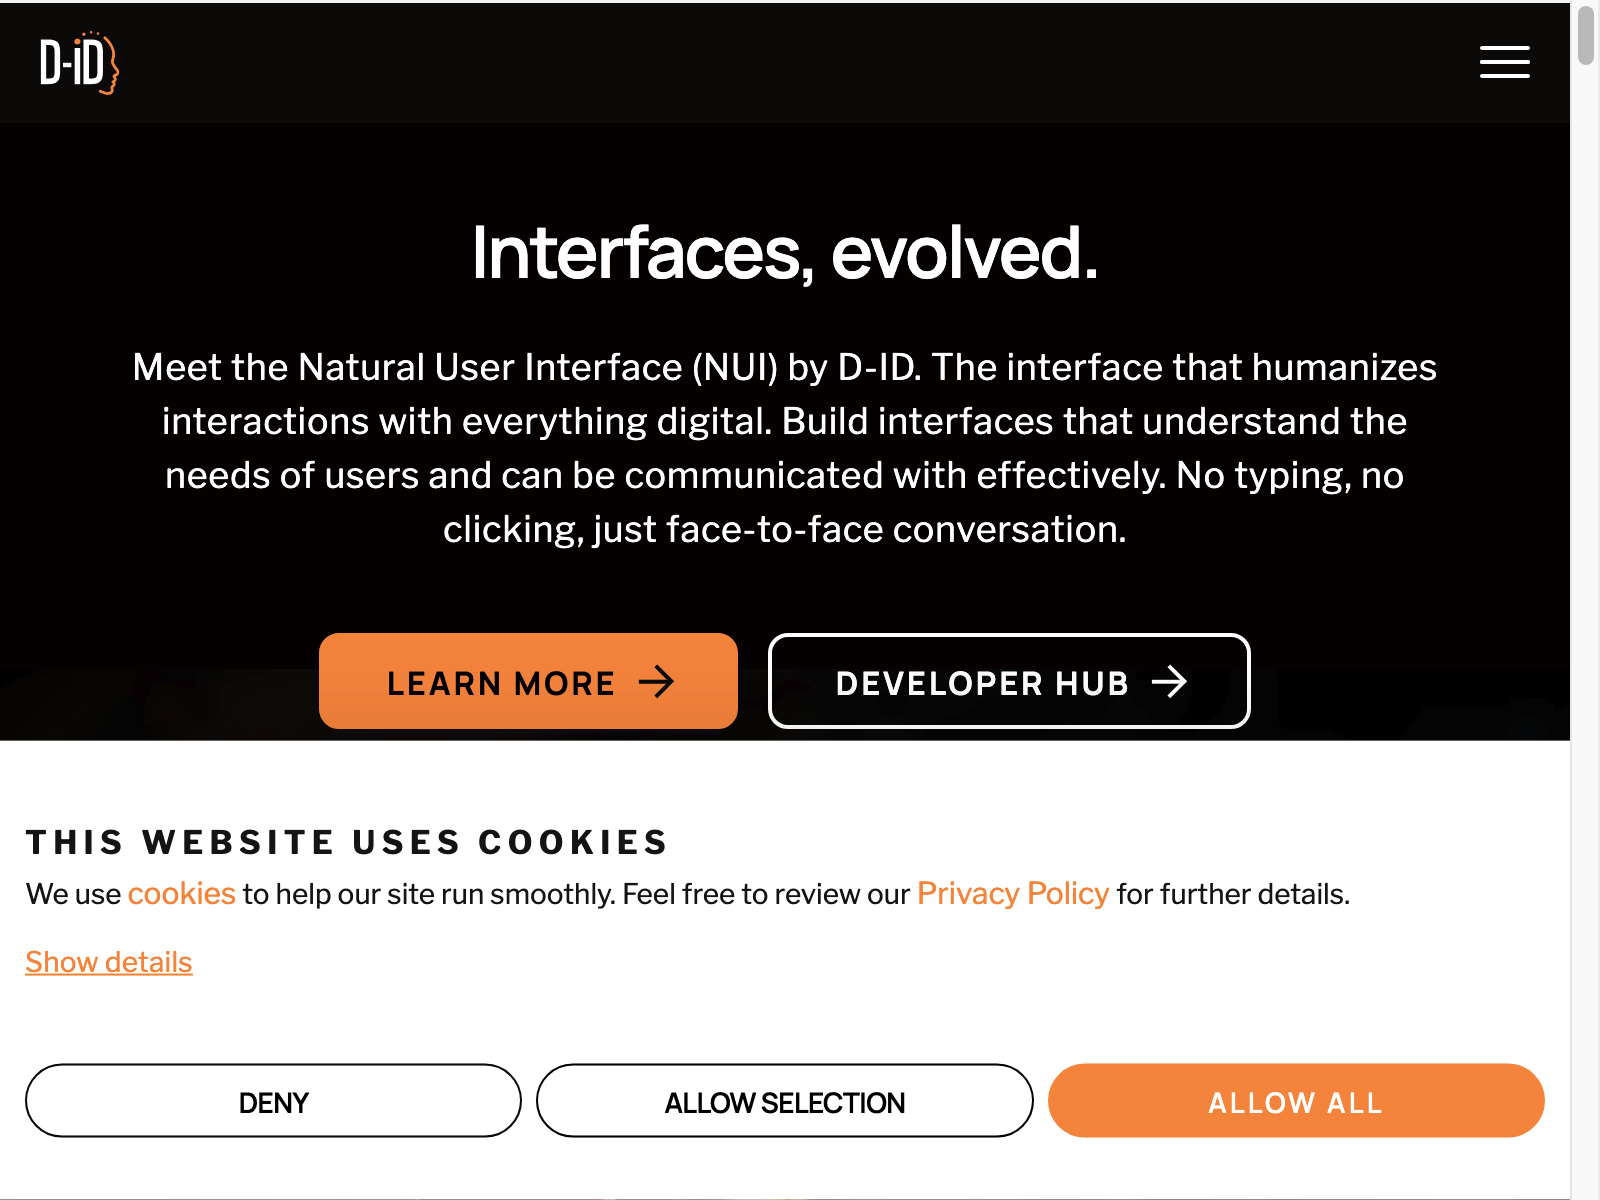 D-iD
Interfaces, evolved.
Meet the Natural User Interface (NUI) by D-ID. The interface that humanizes
interactions with everything digital. Build interfaces that understand the
needs of users and can be communicated with effectively. No typing, no
clicking, just face-to-face conversation.
LEARN MORE
DEVELOPER HUB
THIS WEBSITE USES COOKIES
We use cookies to help our site run smoothly. Feel free to review our Privacy Policy for further details.
Show details
DENY
ALLOW SELECTION
ALLOW ALL